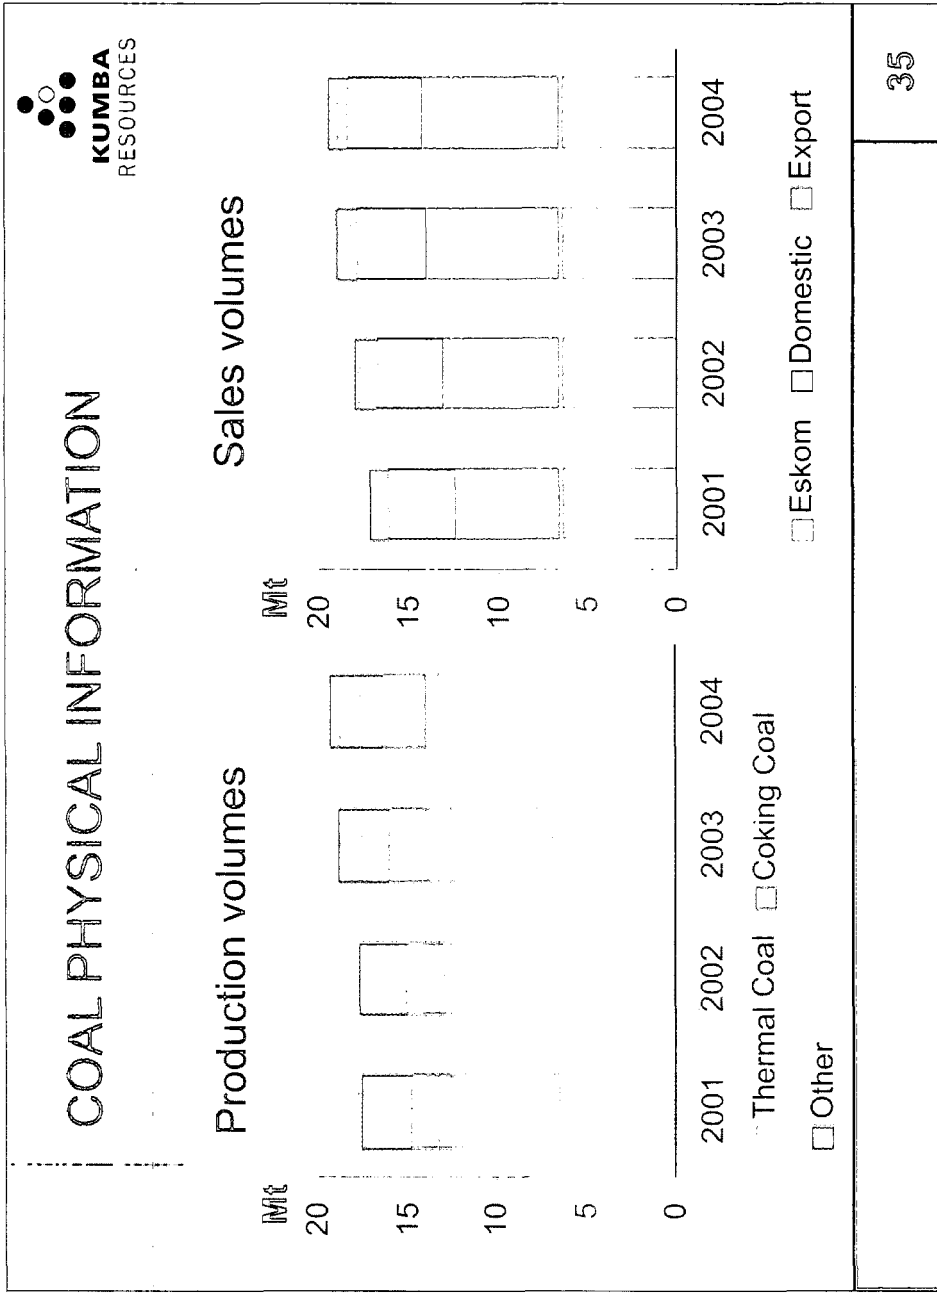 COAL PHYSICAL INFORMATION
KUMBA
RESOURCES
Production volumes
Mt
20
15
10
5
0
2001 2002 2003 2004
Thermal Coal Coking Coal
Other
Sales volumes
Mt
20
15
10
5
0
2001 2002 2003 2004
Eskom Domestic Export
35